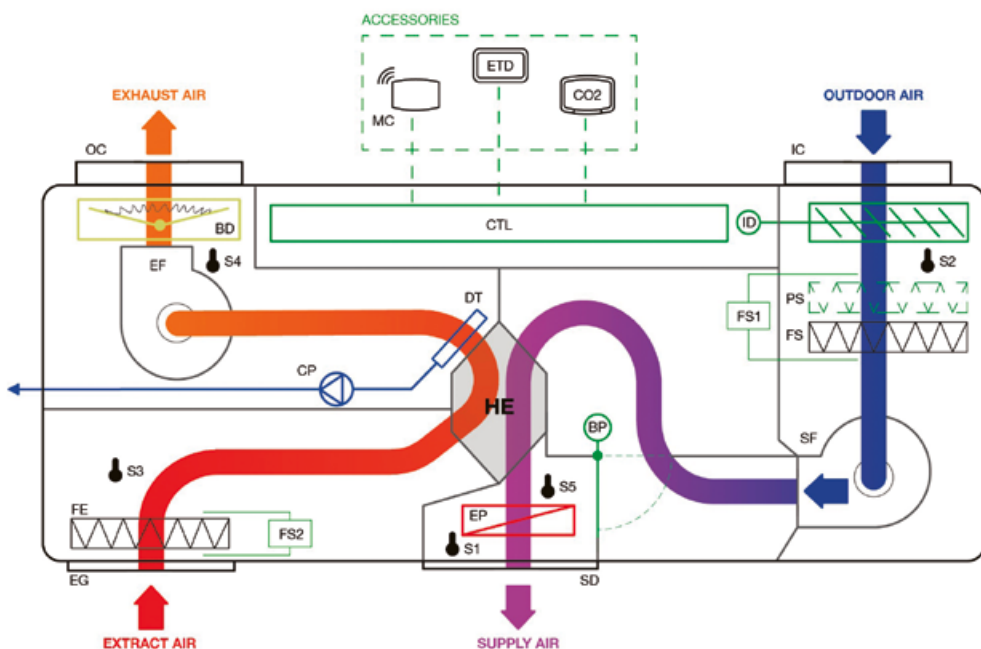 ACCESSORIES
ETD
EXHAUST AIR
CO2
OUTDOOR AIR
MC
OC
IC
BD
CTL
ID
EF
S4
S2
DT
PS
FS1
FS
CP
HE
BP
SF
S3
S5
FE
EP
FS2
S1
EG
SD
EXTRACT AIR
SUPPLY AIR